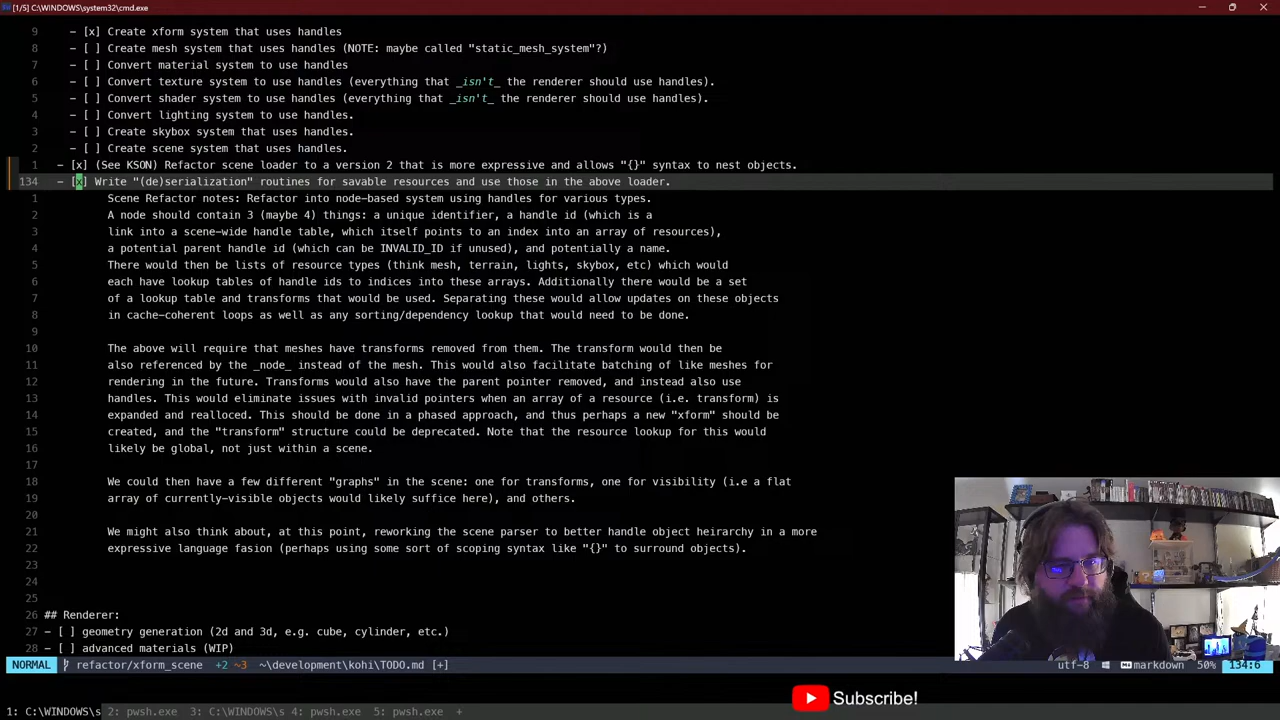 [1/5] C:\WINDOWS\system32\cmd.exe
9 - [x] Create xform system that uses handles
8 - [ ] Create mesh system that uses handles (NOTE: maybe called "static_mesh_system"?)
7 - [ ] Convert material system to use handles
6 - [ ] Convert texture system to use handles (everything that _isn't_ the renderer should use handles).
5 - [ ] Convert shader system to use handles (everything that _isn't_ the renderer should use handles).
4 - [ ] Convert lighting system to use handles.
3 - [ ] Create skybox system that uses handles.
2 - [ ] Create scene system that uses handles.
1 - [x] (See KSON) Refactor scene loader to a version 2 that is more expressive and allows "{}" syntax to nest objects.
134 - [x] Write "(de)serialization" routines for savable resources and use those in the above loader.
1 Scene Refactor notes: Refactor into node-based system using handles for various types.
2 A node should contain 3 (maybe 4) things: a unique identifier, a handle id (which is a
3 link into a scene-wide handle table, which itself points to an index into an array of resources),
4 a potential parent handle id (which can be INVALID_ID if unused), and potentially a name.
5 There would then be lists of resource types (think mesh, terrain, lights, skybox, etc) which would
6 each have lookup tables of handle ids to indices into these arrays. Additionally there would be a set
7 of a lookup table and transforms that would be used. Separating these would allow updates on these objects
8 in cache-coherent loops as well as any sorting/dependency lookup that would need to be done.
9
10 The above will require that meshes have transforms removed from them. The transform would then be
11 also referenced by the _node_ instead of the mesh. This would also facilitate batching of like meshes for
12 rendering in the future. Transforms would also have the parent pointer removed, and instead also use
13 handles. This would eliminate issues with invalid pointers when an array of a resource (i.e. transform) is
14 expanded and realloced. This should be done in a phased approach, and thus perhaps a new "xform" should be
15 created, and the "transform" structure could be deprecated. Note that the resource lookup for this would
16 likely be global, not just within a scene.
17
18 We could then have a few different "graphs" in the scene: one for transforms, one for visibility (i.e a flat
19 array of currently-visible objects would likely suffice here), and others.
20
21 We might also think about, at this point, reworking the scene parser to better handle object heirarchy in a more
22 expressive language fasion (perhaps using some sort of scoping syntax like "{}" to surround objects).
23
24
25
26 ## Renderer:
27 - [ ] geometry generation (2d and 3d, e.g. cube, cylinder, etc.)
28 - [ ] advanced materials (WIP)
NORMAL refactor/xform_scene +2 ~3 ~\development\kohi\TODO.md [+] utf-8 markdown 50% 134:6
Subscribe!
1: C:\WINDOWS\s 2: pwsh.exe 3: C:\WINDOWS\s 4: pwsh.exe 5: pwsh.exe +